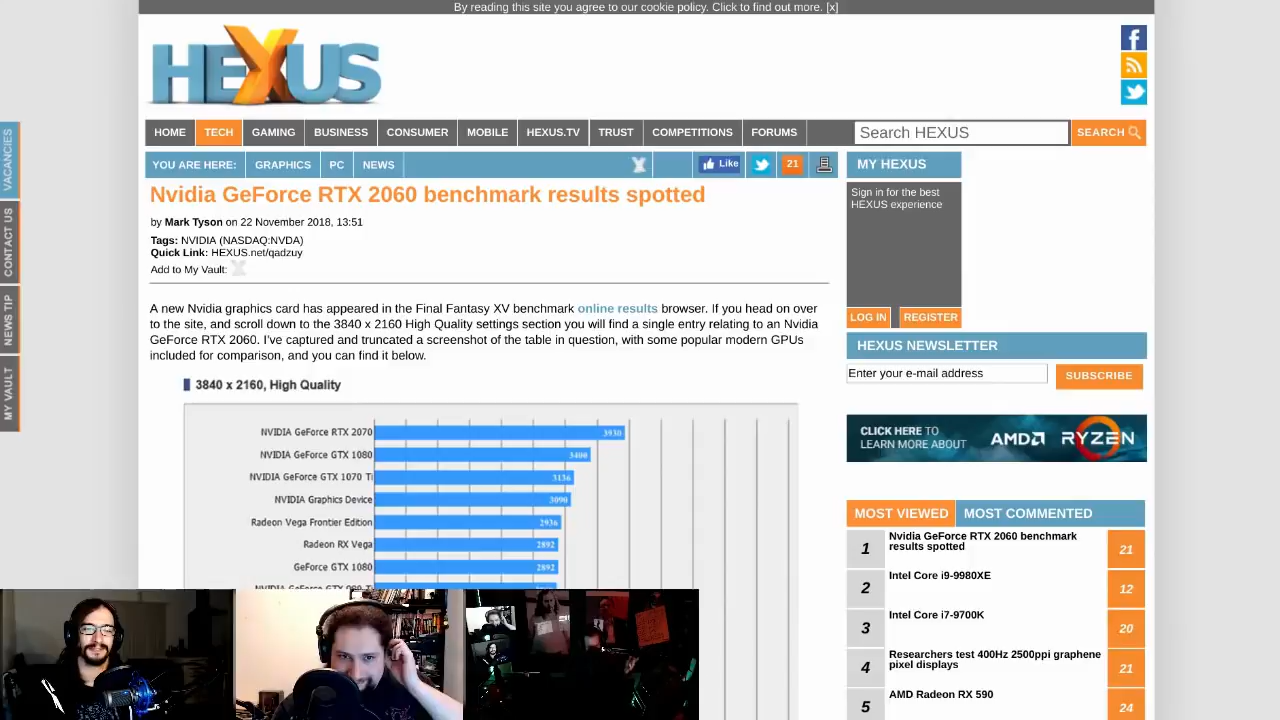 By reading this site you agree to our cookie policy. Click to find out more. [x]
HEXUS
HOME TECH GAMING BUSINESS CONSUMER MOBILE HEXUS.TV TRUST COMPETITIONS FORUMS Search HEXUS SEARCH
YOU ARE HERE: GRAPHICS PC NEWS Like 21
Nvidia GeForce RTX 2060 benchmark results spotted
by Mark Tyson on 22 November 2018, 13:51
Tags: NVIDIA (NASDAQ:NVDA)
Quick Link: HEXUS.net/qadzuy
Add to My Vault:
A new Nvidia graphics card has appeared in the Final Fantasy XV benchmark online results browser. If you head on over
to the site, and scroll down to the 3840 x 2160 High Quality settings section you will find a single entry relating to an Nvidia
GeForce RTX 2060. I've captured and truncated a screenshot of the table in question, with some popular modern GPUs
included for comparison, and you can find it below.
3840 x 2160, High Quality
NVIDIA GeForce RTX 2070 3930
NVIDIA GeForce GTX 1080 3400
NVIDIA GeForce GTX 1070 Ti 3136
NVIDIA Graphics Device 3090
Radeon Vega Frontier Edition 2936
Radeon RX Vega 2892
GeForce GTX 1080 2892
VACANCIES
CONTACT US
NEWS TIP
MY VAULT
MY HEXUS
Sign in for the best
HEXUS experience
LOG IN REGISTER
HEXUS NEWSLETTER
Enter your e-mail address SUBSCRIBE
CLICK HERE TO
LEARN MORE ABOUT AMD RYZEN
MOST VIEWED MOST COMMENTED
1 Nvidia GeForce RTX 2060 benchmark
results spotted 21
2 Intel Core i9-9980XE 12
3 Intel Core i7-9700K 20
4 Researchers test 400Hz 2500ppi graphene
pixel displays 21
5 AMD Radeon RX 590 24